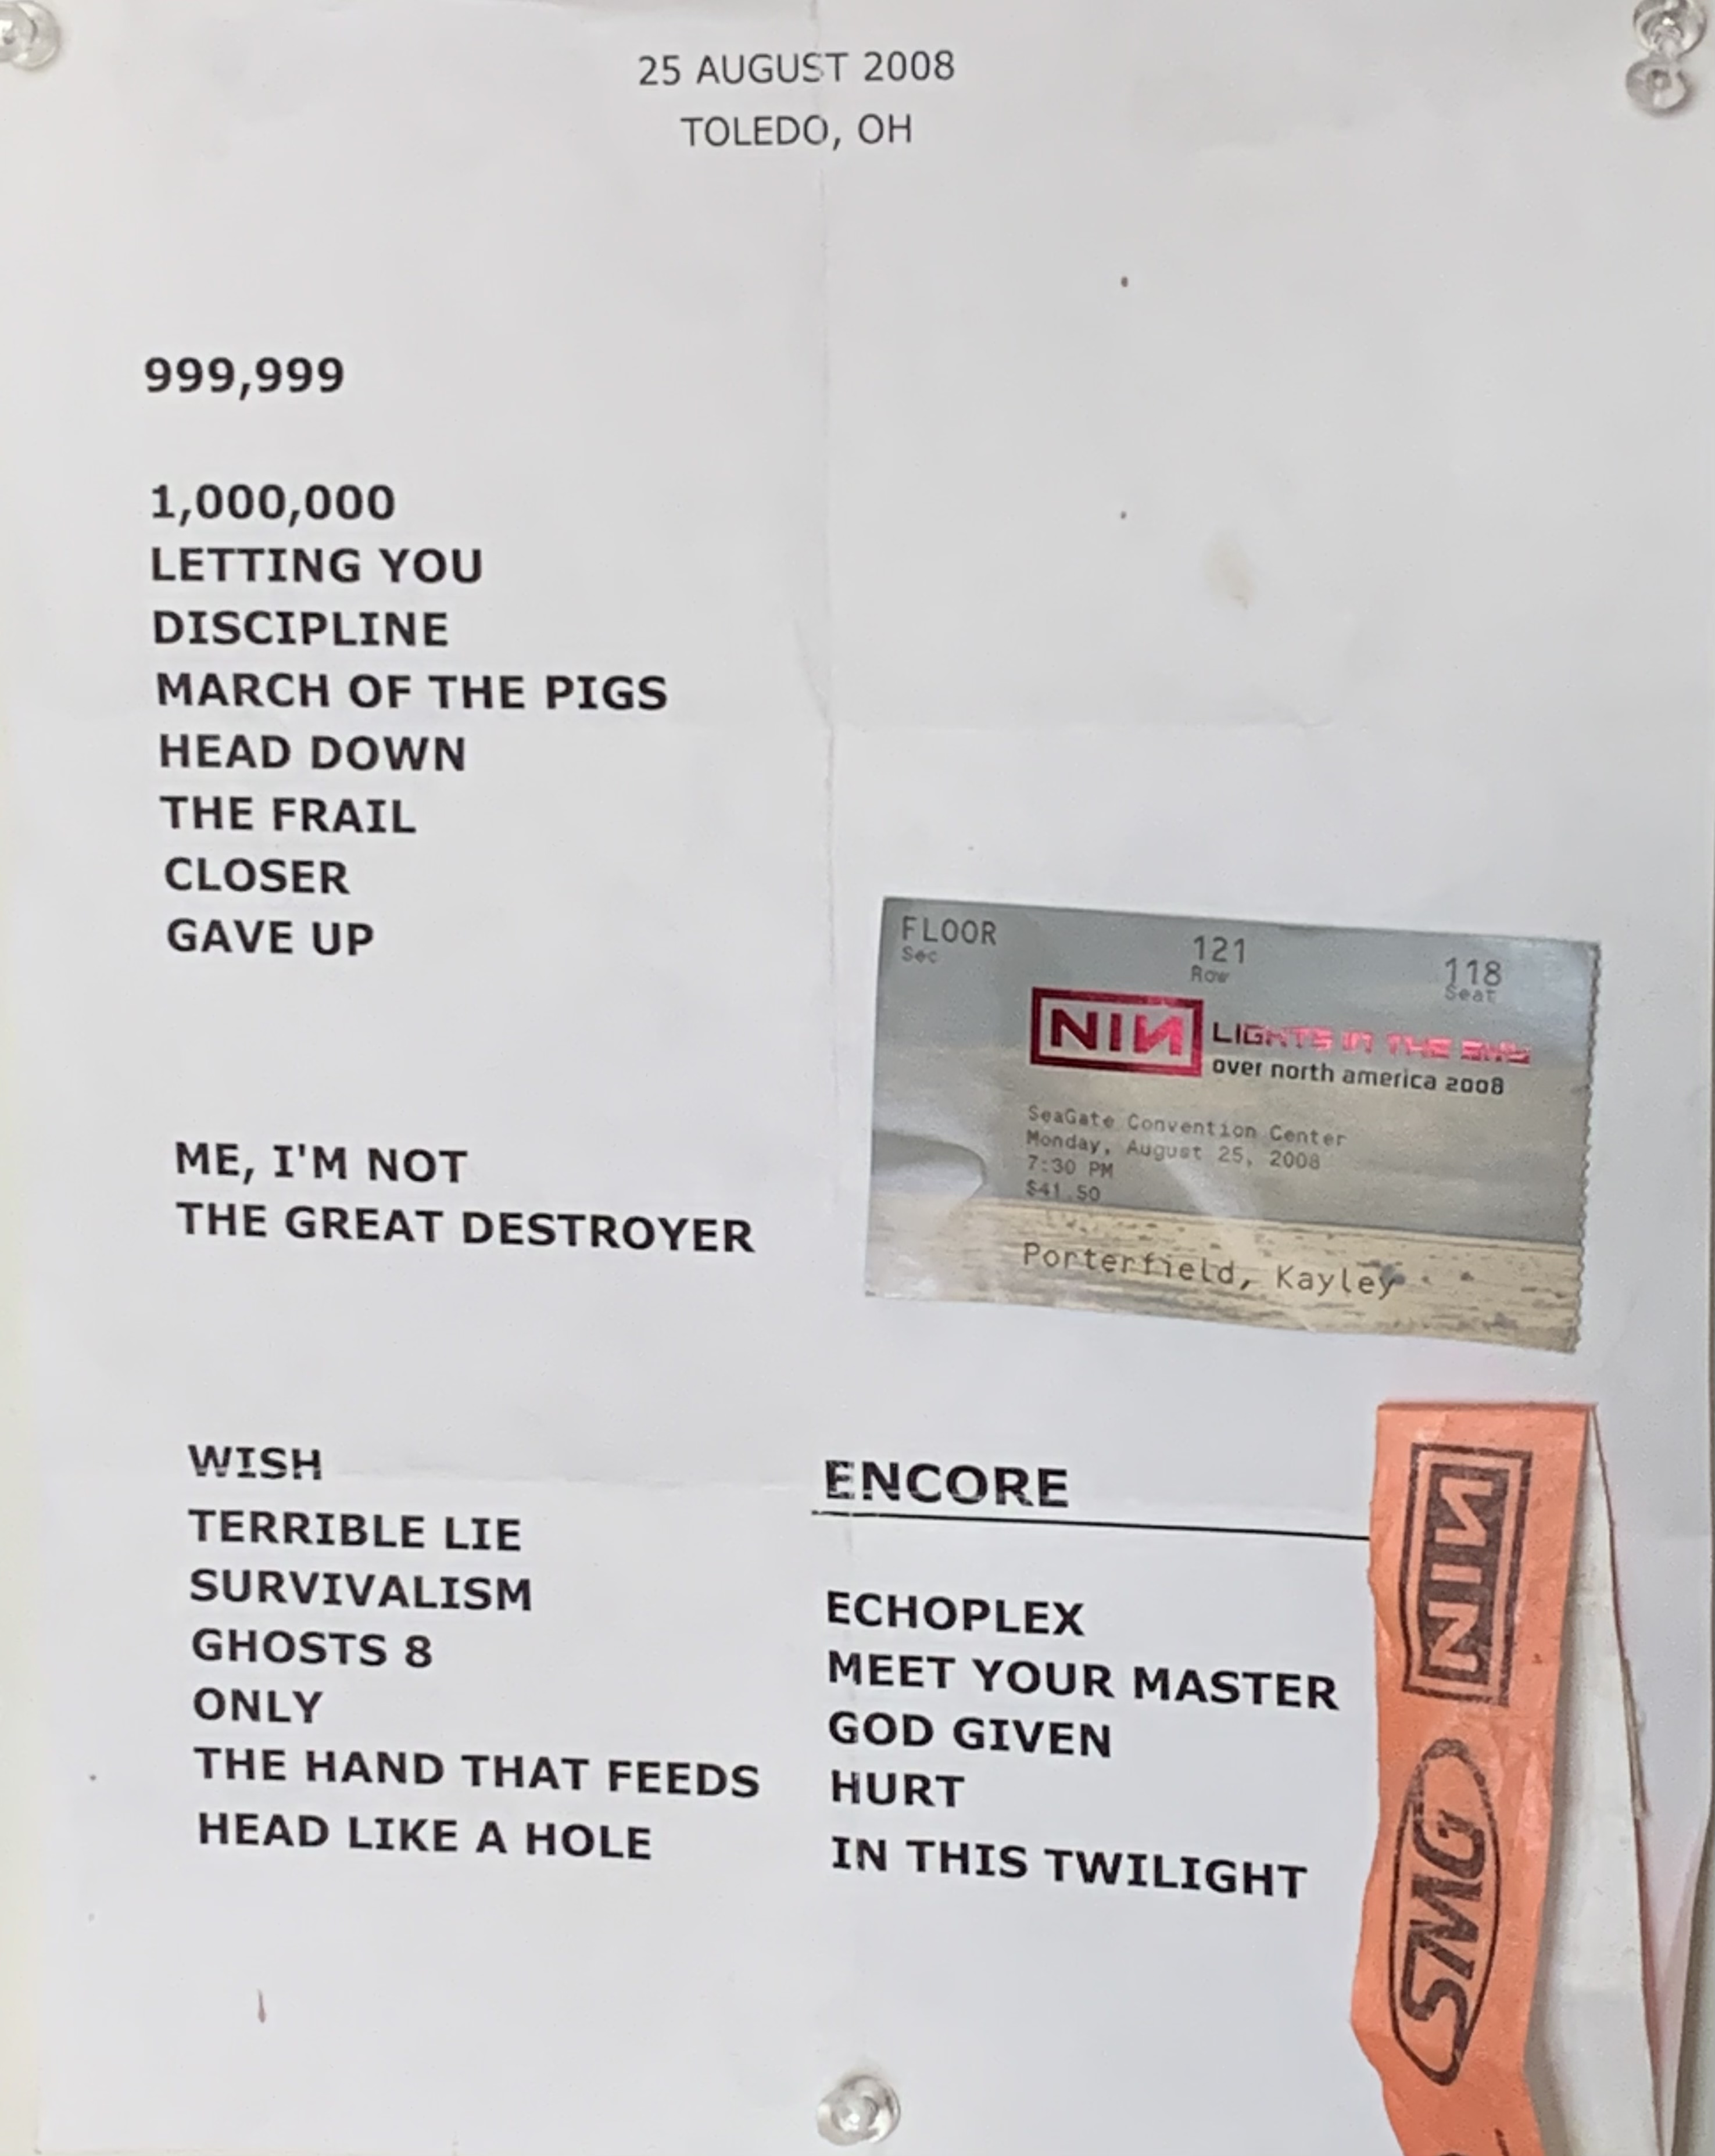 25 AUGUST 2008
TOLEDO, OH
999,999
1,000,000
LETTING YOU
DISCIPLINE
MARCH OF THE PIGS
HEAD DOWN
THE FRAIL
CLOSER
GAVE UP
ME, I'M NOT
THE GREAT DESTROYER
WISH
TERRIBLE LIE
SURVIVALISM
GHOSTS 8
ONLY
THE HAND THAT FEEDS
HEAD LIKE A HOLE
ENCORE
ECHOPLEX
MEET YOUR MASTER
GOD GIVEN
HURT
IN THIS TWILIGHT
FLOOR 121 118
Sec Row Seat
NIN LIGHTS IN THE SKY
over north america 2008
SeaGate Convention Center
Monday, August 25, 2008
7:30 PM
$41.50
Porterfield, Kayley
NIN
SMG